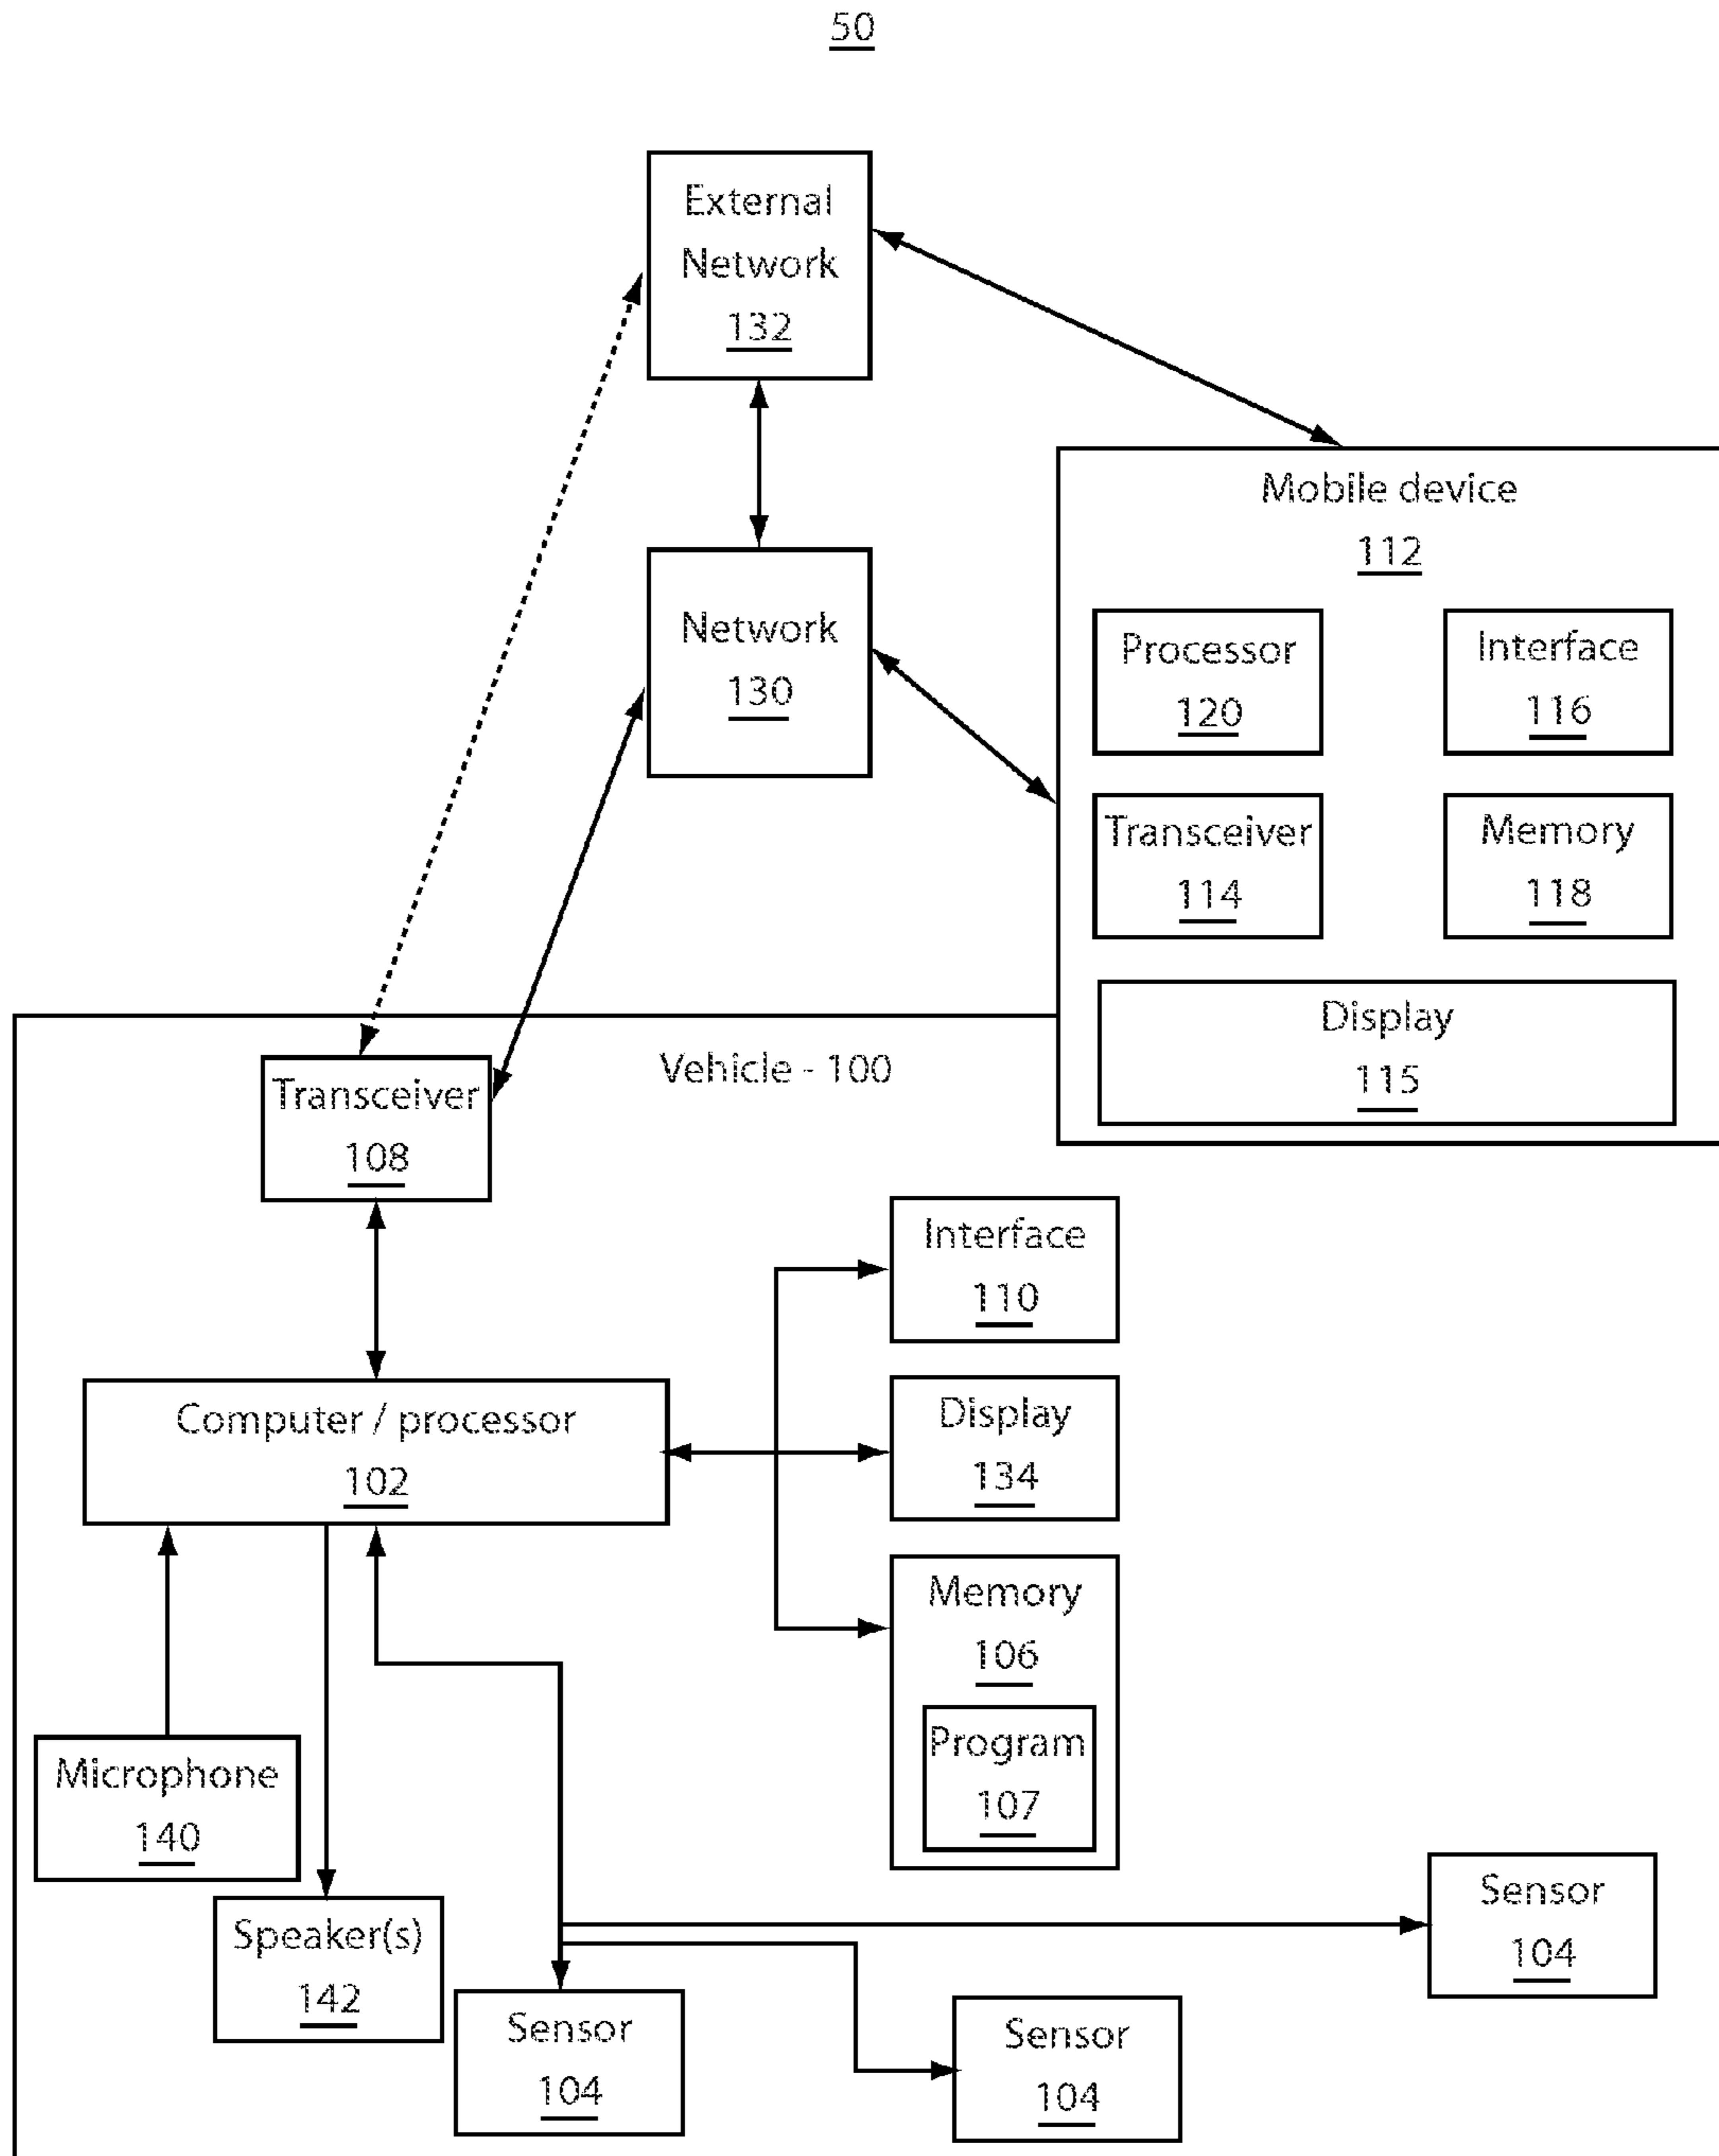 50
External
Network
132
Mobile device
112
Network
130
Processor
120
Interface
116
Transceiver
114
Memory
118
Display
115
Vehicle - 100
Transceiver
108
Interface
110
Computer / processor
102
Display
134
Memory
106
Program
107
Microphone
140
Speaker(s)
142
Sensor
104
Sensor
104
Sensor
104